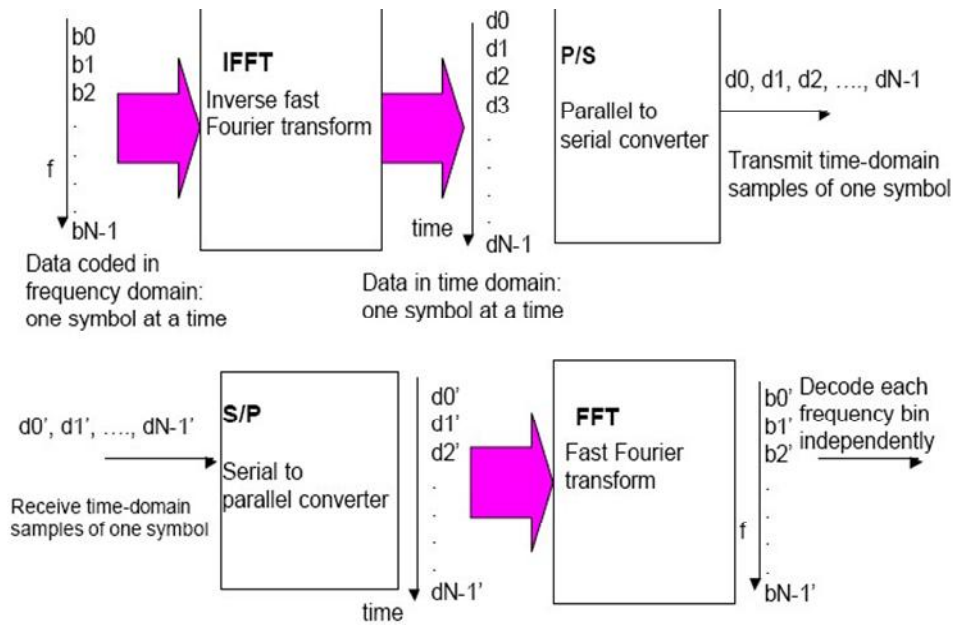 b0
b1
b2
.
.
.
.
bN-1
f
Data coded in
frequency domain:
one symbol at a time
IFFT
Inverse fast
Fourier transform
d0
d1
d2
d3
.
.
.
.
dN-1
time
Data in time domain:
one symbol at a time
P/S
Parallel to
serial converter
d0, d1, d2, …., dN-1
Transmit time-domain
samples of one symbol
d0’, d1’, …., dN-1’
Receive time-domain
samples of one symbol
S/P
Serial to
parallel converter
d0’
d1’
d2’
.
.
.
.
dN-1’
time
FFT
Fast Fourier
transform
b0’
b1’
b2’
.
.
.
.
bN-1’
f
Decode each
frequency bin
independently